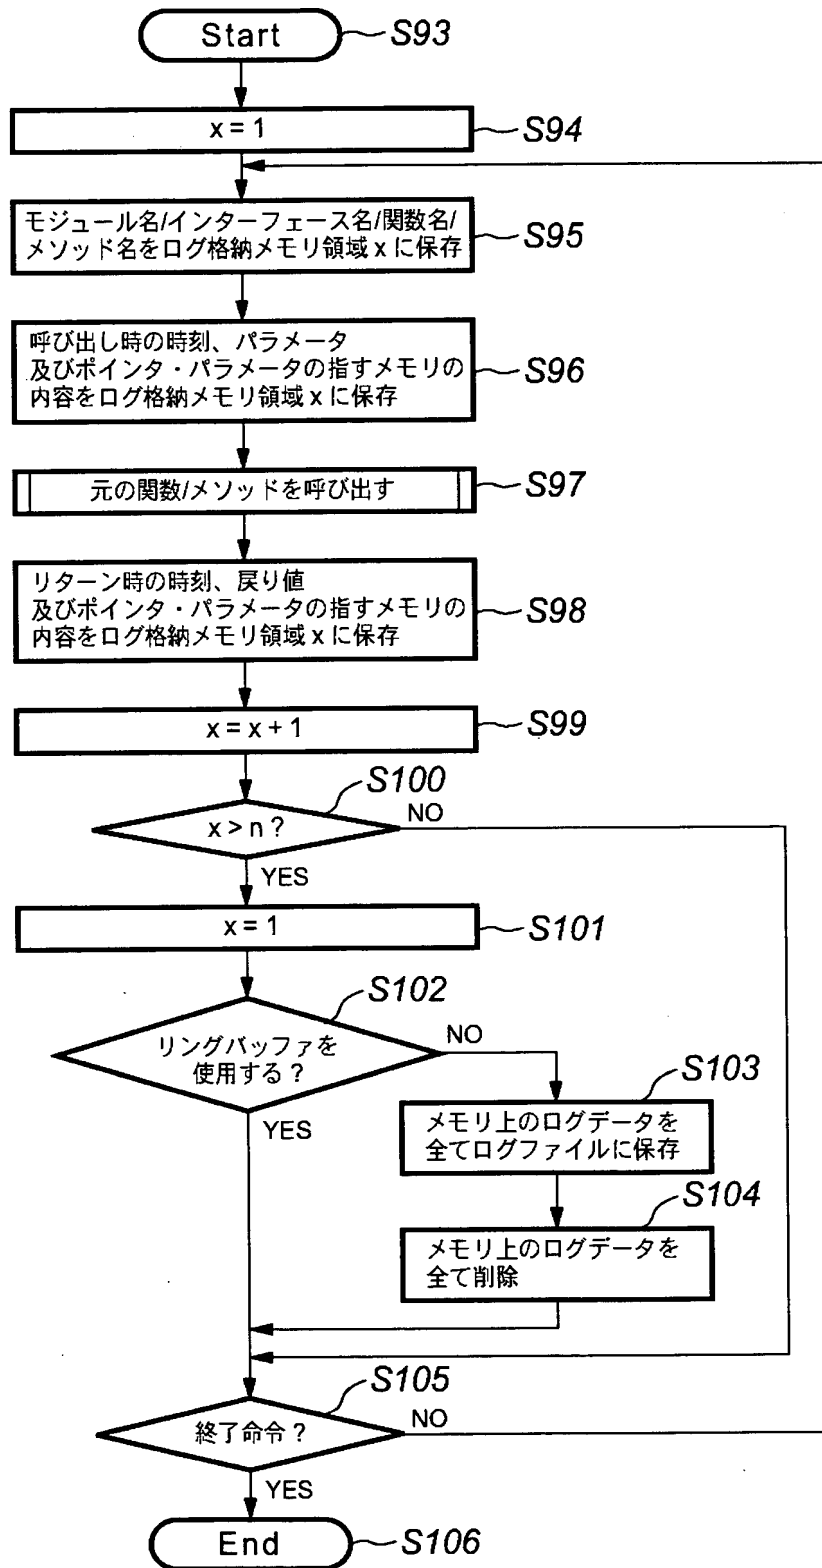 Start
S93
x = 1
S94
モジュール名/インターフェース名/関数名/
メソッド名をログ格納メモリ領域 x に保存
S95
呼び出し時の時刻、パラメータ
及びポインタ・パラメータの指すメモリの
内容をログ格納メモリ領域 x に保存
S96
元の関数/メソッドを呼び出す
S97
リターン時の時刻、戻り値
及びポインタ・パラメータの指すメモリの
内容をログ格納メモリ領域 x に保存
S98
x = x + 1
S99
S100
x > n ?
NO
YES
x = 1
S101
S102
リングバッファを
使用する?
NO
YES
S103
メモリ上のログデータを
全てログファイルに保存
S104
メモリ上のログデータを
全て削除
S105
終了命令?
NO
YES
End
S106